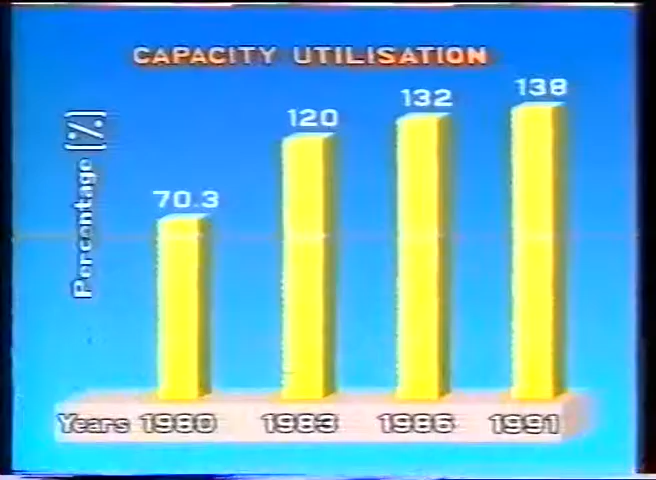 CAPACITY UTILISATION
Percentage (%)
70.3 120 132 138
Years 1980 1983 1986 1991